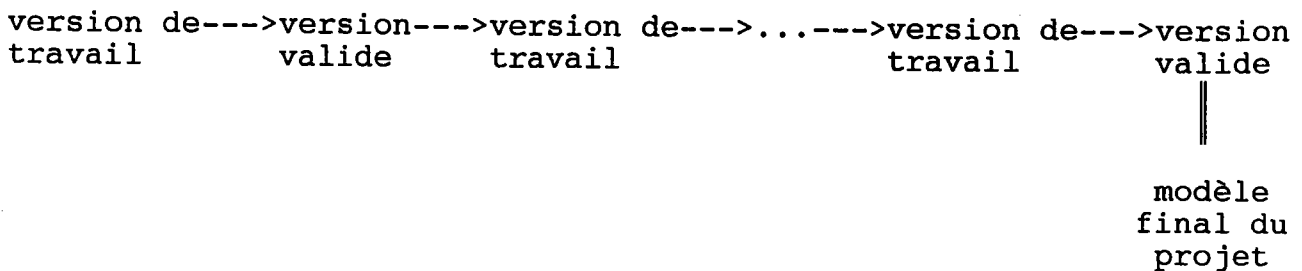 version de--->version--->version de--->...--->version de--->version
travail valide travail travail valide
modèle
final du
projet